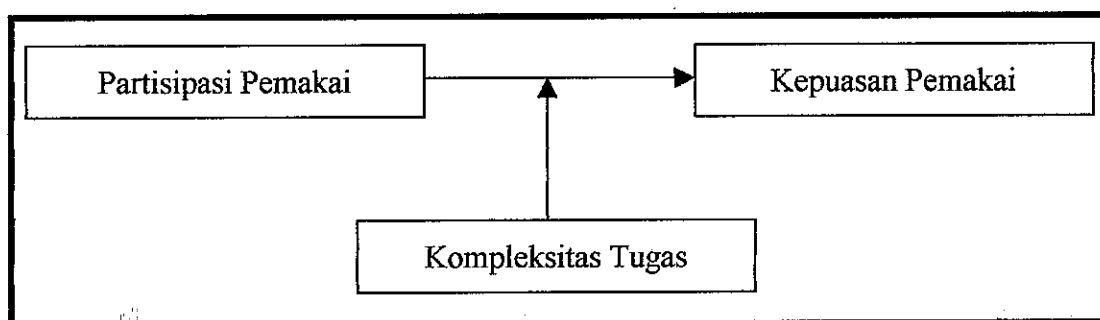 Partisipasi Pemakai
Kepuasan Pemakai
Kompleksitas Tugas